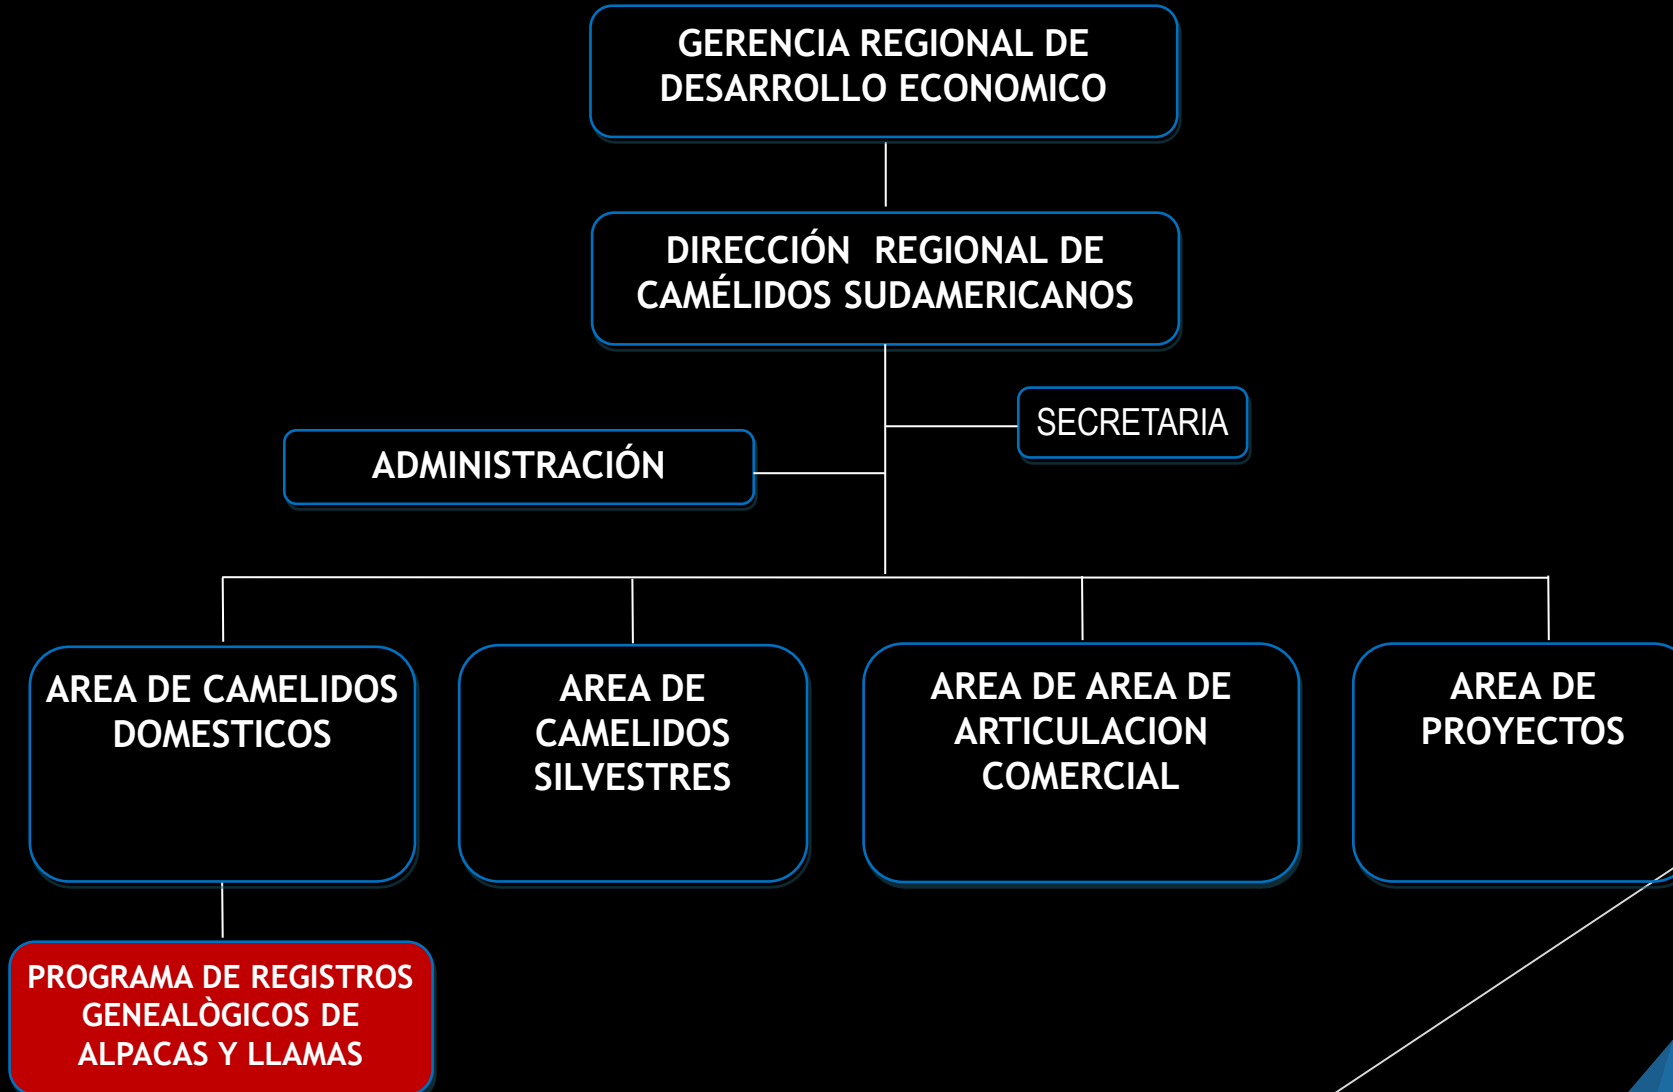 GERENCIA REGIONAL DE
DESARROLLO ECONOMICO
DIRECCIÓN  REGIONAL DE
CAMÉLIDOS SUDAMERICANOS
SECRETARIA
ADMINISTRACIÓN
AREA DE CAMELIDOS
DOMESTICOS
AREA DE
CAMELIDOS
SILVESTRES
AREA DE AREA DE
ARTICULACION
COMERCIAL
AREA DE
PROYECTOS
PROGRAMA DE REGISTROS
GENEALÒGICOS DE
ALPACAS Y LLAMAS